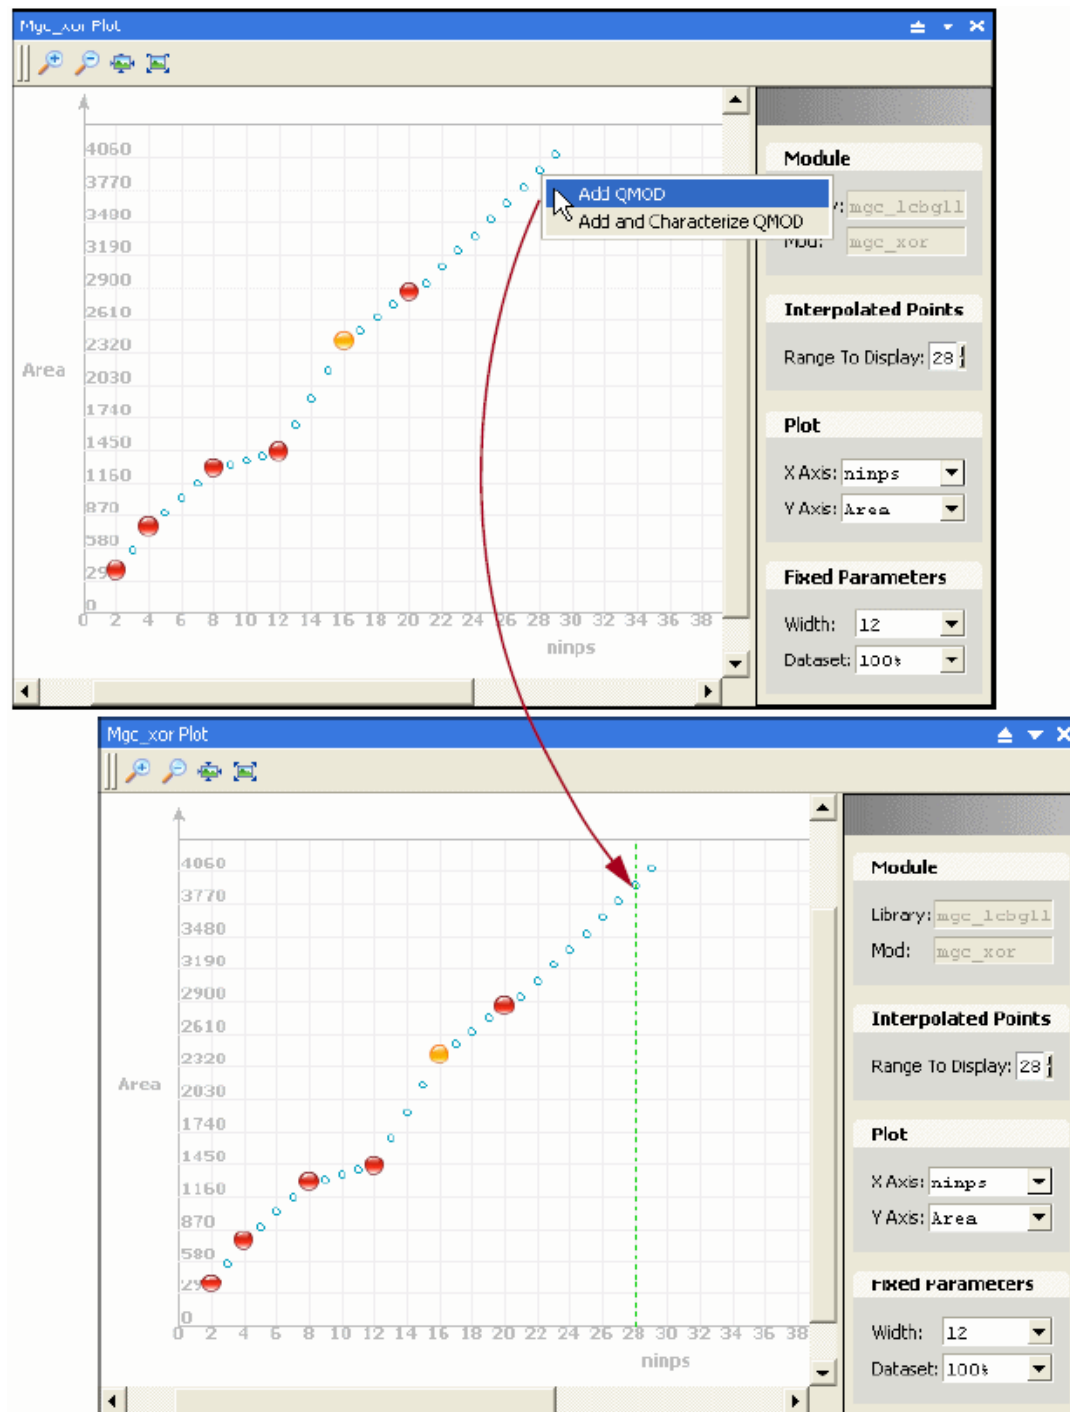 Mgc_xor Plot
4060
3770
3480
3190
2900
2610
2320
2030
1740
1450
1160
870
580
29
0
Area
0 2 4 6 8 10 12 14 16 18 20 22 24 26 28 30 32 34 36 38
ninps
Add QMOD
Add and Characterize QMOD
Module
y: mgc_lcbgll
Mod: mgc_xor
Interpolated Points
Range To Display: 28
Plot
X Axis: ninps
Y Axis: Area
Fixed Parameters
Width: 12
Dataset: 100%
Mgc_xor Plot
4060
3770
3480
3190
2900
2610
2320
2030
1740
1450
1160
870
580
29
0
Area
0 2 4 6 8 10 12 14 16 18 20 22 24 26 28 30 32 34 36 38
ninps
Module
Library: mgc_lcbgll
Mod: mgc_xor
Interpolated Points
Range To Display: 28
Plot
X Axis: ninps
Y Axis: Area
Fixed Parameters
Width: 12
Dataset: 100%